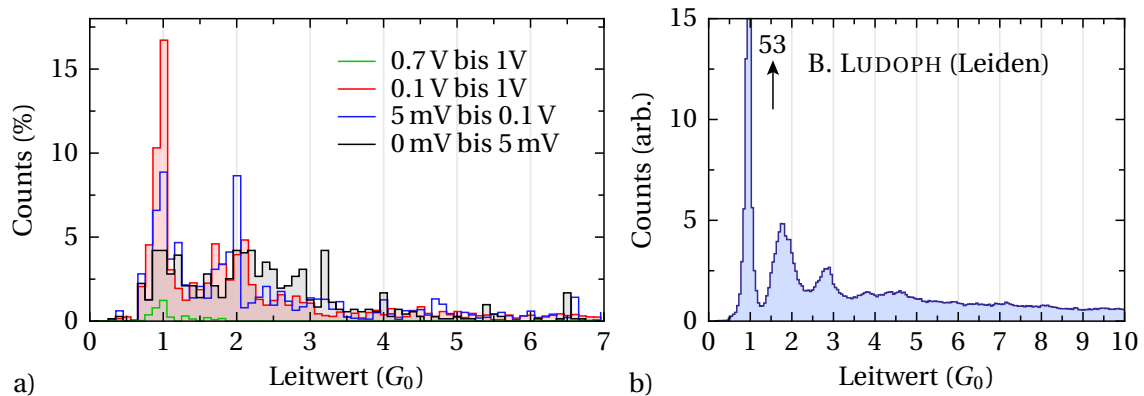 15
10
5
0
Counts (%)
0.7 V bis 1V
0.1 V bis 1V
5 mV bis 0.1 V
0 mV bis 5 mV
0 1 2 3 4 5 6 7
Leitwert (G0)
a)
15
10
5
0
Counts (arb.)
53
B. LUDOPH (Leiden)
0 1 2 3 4 5 6 7 8 9 10
Leitwert (G0)
b)